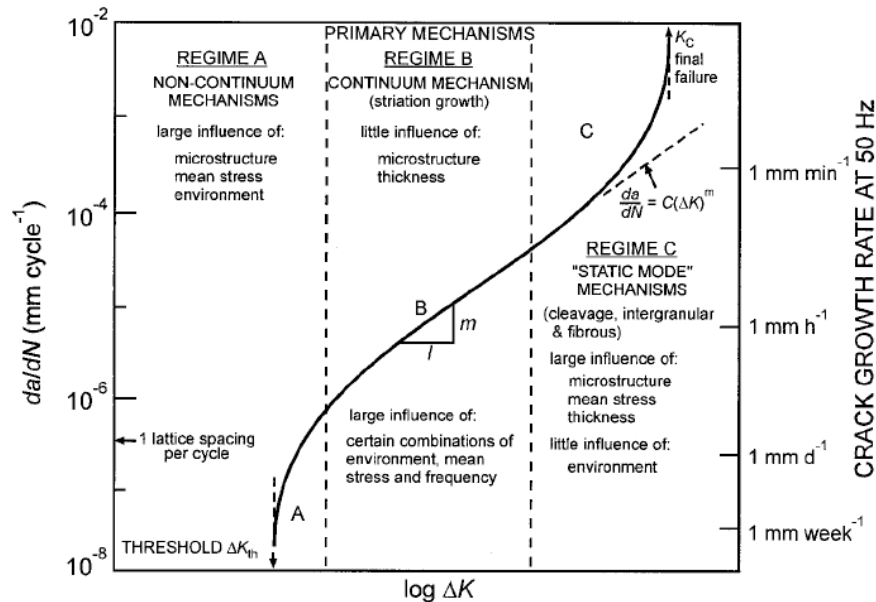 PRIMARY MECHANISMS
REGIME A
NON-CONTINUUM
MECHANISMS
large influence of:
microstructure
mean stress
environment
REGIME B
CONTINUUM MECHANISM
(striation growth)
little influence of:
microstructure
thickness
K_C
final
failure
C
da/dN = C(ΔK)^m
REGIME C
"STATIC MODE"
MECHANISMS
(cleavage, intergranular
& fibrous)
large influence of:
microstructure
mean stress
thickness
little influence of:
environment
B
m
l
large influence of:
certain combinations of
environment, mean
stress and frequency
1 lattice spacing
per cycle
A
THRESHOLD ΔK_th
10^-2
10^-4
10^-6
10^-8
da/dN (mm cycle^-1)
log ΔK
1 mm min^-1
1 mm h^-1
1 mm d^-1
1 mm week^-1
CRACK GROWTH RATE AT 50 Hz